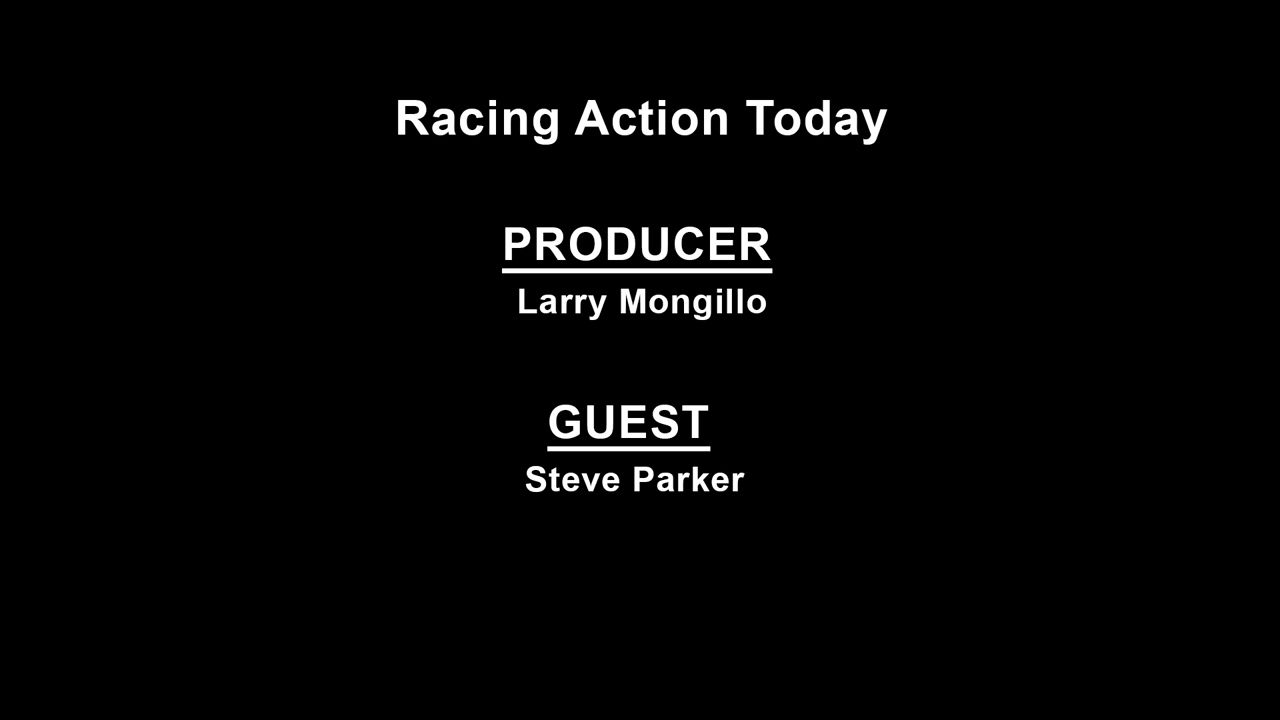 Racing Action Today
PRODUCER
Larry Mongillo
GUEST
Steve Parker